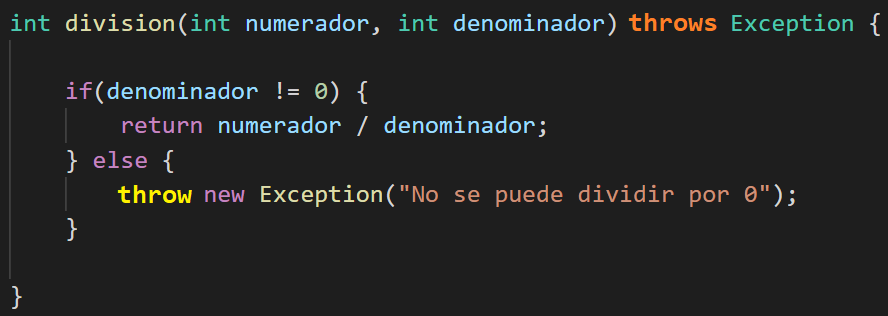 int division(int numerador, int denominador) throws Exception {
if(denominador != 0) {
return numerador / denominador;
} else {
throw new Exception("No se puede dividir por 0");
}
}